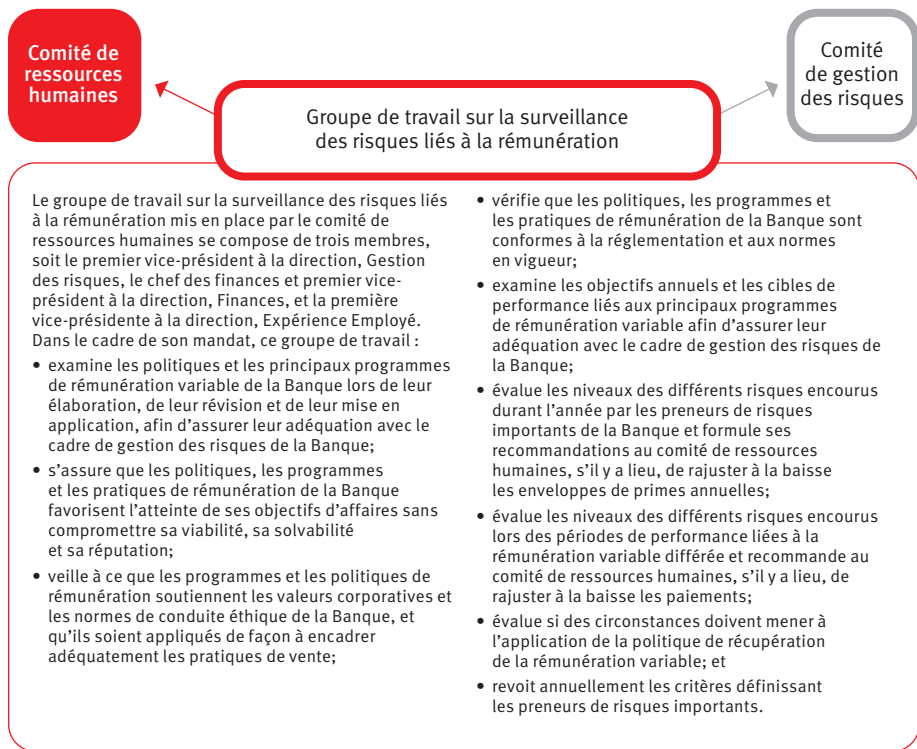 Comité de
ressources
humaines
Comité
de gestion
des risques
Groupe de travail sur la surveillance
des risques liés à la rémunération
Le groupe de travail sur la surveillance des risques liés
à la rémunération mis en place par le comité de
ressources humaines se compose de trois membres,
soit le premier vice-président à la direction, Gestion
des risques, le chef des finances et premier vice-
président à la direction, Finances, et la première
vice-présidente à la direction, Expérience Employé.
Dans le cadre de son mandat, ce groupe de travail :
• examine les politiques et les principaux programmes
de rémunération variable de la Banque lors de leur
élaboration, de leur révision et de leur mise en
application, afin d'assurer leur adéquation avec le
cadre de gestion des risques de la Banque;
• s'assure que les politiques, les programmes
et les pratiques de rémunération de la Banque
favorisent l'atteinte de ses objectifs d'affaires sans
compromettre sa viabilité, sa solvabilité
et sa réputation;
• veille à ce que les programmes et les politiques de
rémunération soutiennent les valeurs corporatives et
les normes de conduite éthique de la Banque, et
qu'ils soient appliqués de façon à encadrer
adéquatement les pratiques de vente;
• vérifie que les politiques, les programmes et
les pratiques de rémunération de la Banque sont
conformes à la réglementation et aux normes
en vigueur;
• examine les objectifs annuels et les cibles de
performance liés aux principaux programmes
de rémunération variable afin d'assurer leur
adéquation avec le cadre de gestion des risques de
la Banque;
• évalue les niveaux des différents risques encourus
durant l'année par les preneurs de risques
importants de la Banque et formule ses
recommandations au comité de ressources
humaines, s'il y a lieu, de rajuster à la baisse
les enveloppes de primes annuelles;
• évalue les niveaux des différents risques encourus
lors des périodes de performance liées à la
rémunération variable différée et recommande au
comité de ressources humaines, s'il y a lieu, de
rajuster à la baisse les paiements;
• évalue si des circonstances doivent mener à
l'application de la politique de récupération
de la rémunération variable; et
• revoit annuellement les critères définissant
les preneurs de risques importants.